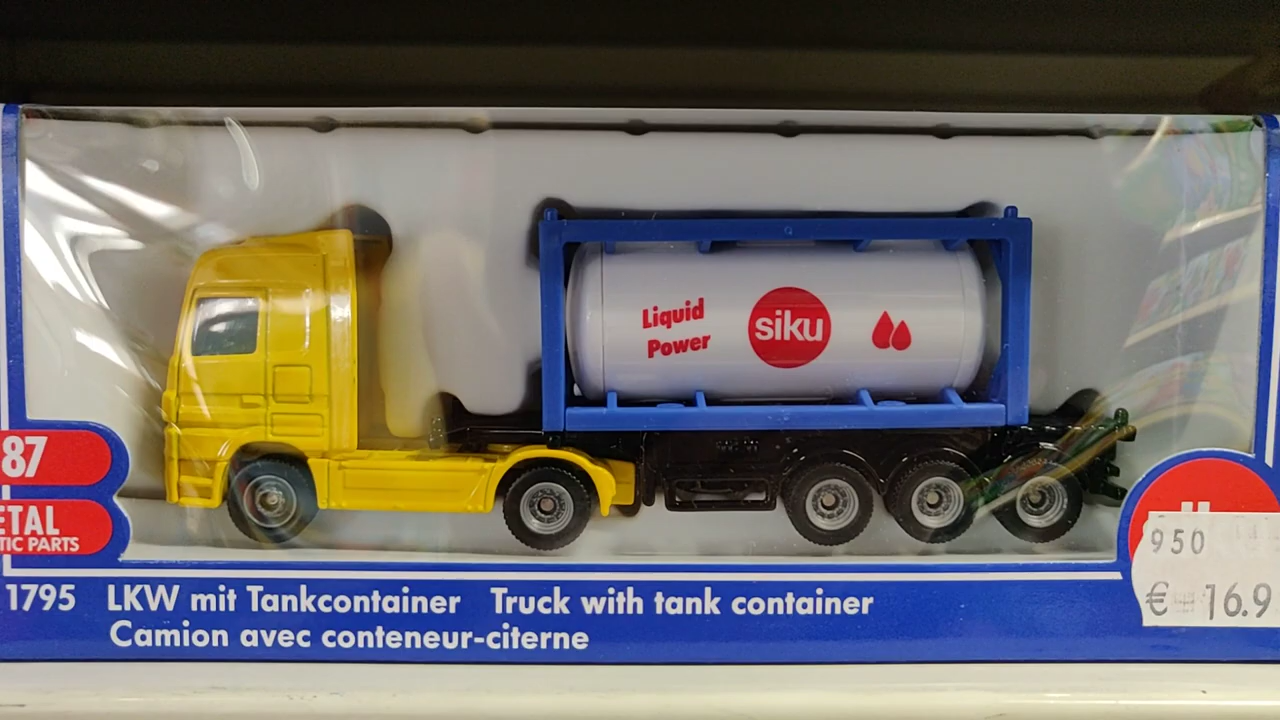 Liquid
Power
siku
87
ETAL
TIC PARTS
950
€ 16.9
1795 LKW mit Tankcontainer Truck with tank container
Camion avec conteneur-citerne